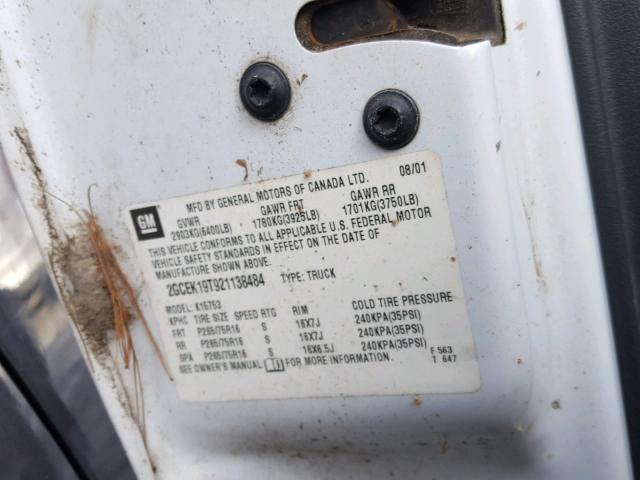 GM
MFD BY GENERAL MOTORS OF CANADA LTD. 08/01
GVWR GAWR FRT GAWR RR
2903KG(6400LB) 1780KG(3925LB) 1701KG(3750LB)
THIS VEHICLE CONFORMS TO ALL APPLICABLE U.S. FEDERAL MOTOR
VEHICLE SAFETY STANDARDS IN EFFECT ON THE DATE OF
MANUFACTURE SHOWN ABOVE.
2GCEK19T921138484 TYPE: TRUCK
MODEL: K15753
KPHC TIRE SIZE SPEED RTG RIM COLD TIRE PRESSURE
FRT P265/75R16 S 16X7J 240KPA(35PSI)
RR P265/75R16 S 16X7J 240KPA(35PSI)
SPA P265/75R16 S 16X6.5J 240KPA(35PSI)
SEE OWNER'S MANUAL FOR MORE INFORMATION.
F 563
T 647